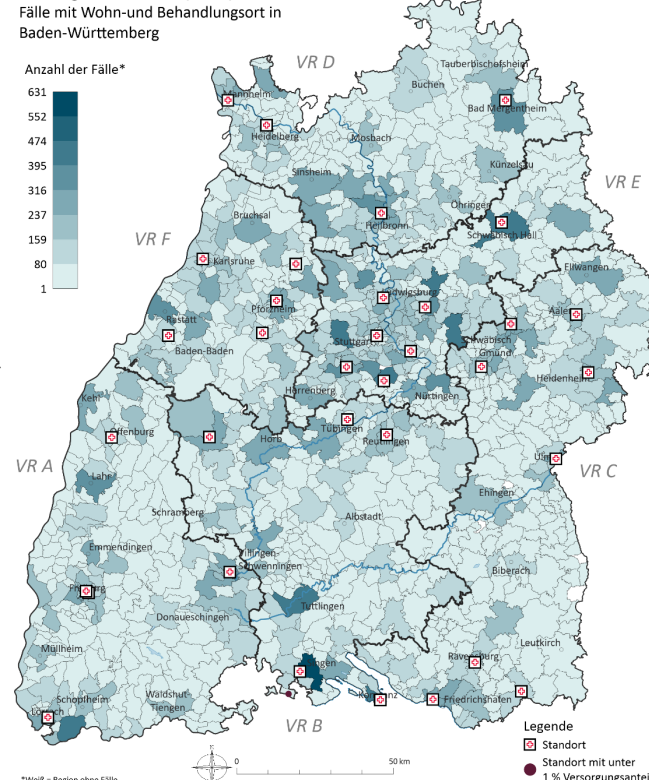 Fälle mit Wohn-und Behandlungsort in
Baden-Württemberg
Anzahl der Fälle*
631
552
474
395
316
237
159
80
1
VR D
Tauberbischofsheim
Buchen
Mannheim
Bad Mergentheim
Heidelberg
Mosbach
Künzelsau
Sinsheim
VR E
Öhringen
Bruchsal
Heilbronn
Schwäbisch Hall
VR F
Karlsruhe
Ellwangen
Ludwigsburg
Pforzheim
Aalen
Rastatt
Stuttgart
Schwäbisch
Gmünd
Baden-Baden
Heidenheim
Herrenberg
Nürtingen
Kehl
Tübingen
Offenburg
Horb
Reutlingen
VR A
Ulm
VR C
Lahr
Ehingen
Schramberg
Albstadt
Emmendingen
Villingen-
Schwenningen
Biberach
Freiburg
Tuttlingen
Donaueschingen
Müllheim
Leutkirch
Ravensburg
Singen
Schopfheim
Waldshut-
Tiengen
Konstanz
Friedrichshafen
Lörrach
VR B
Legende
Standort
Standort mit unter
1 % Versorgungsanteil
0
50 km
*Weiß = Region ohne Fälle